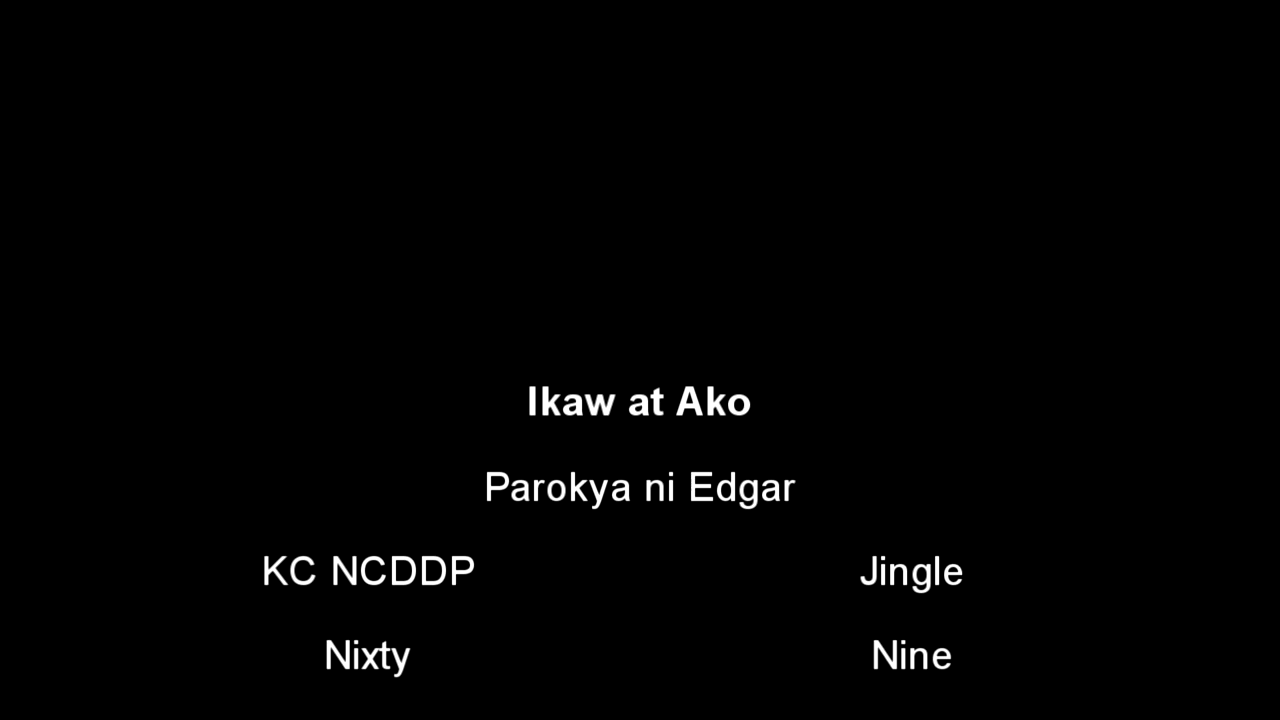 Ikaw at Ako
Parokya ni Edgar
KC NCDDP Jingle
Nixty Nine